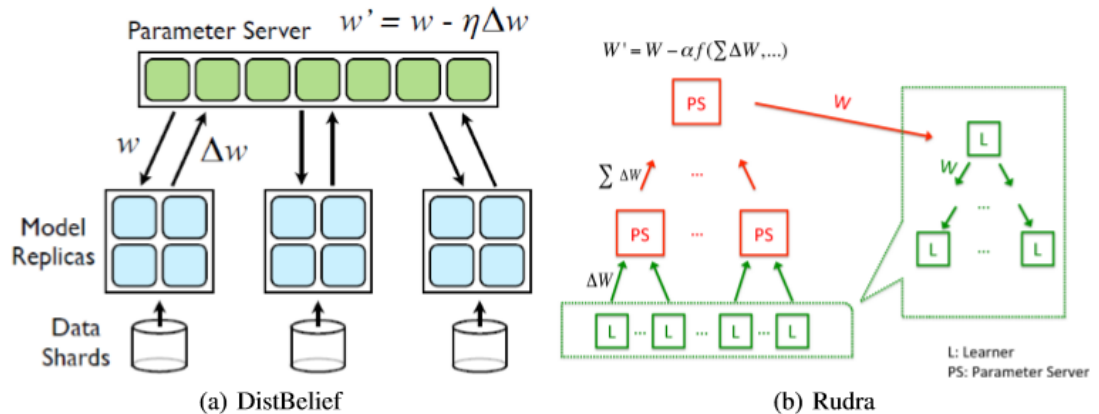 Parameter Server w' = w - ηΔw
w
Δw
Model
Replicas
Data
Shards
(a) DistBelief
W' = W - αf(∑ ΔW,...)
PS
W
∑ ΔW
...
PS
...
PS
ΔW
L
...
L
...
L
...
L
L
W
...
L
...
L
L: Learner
PS: Parameter Server
(b) Rudra